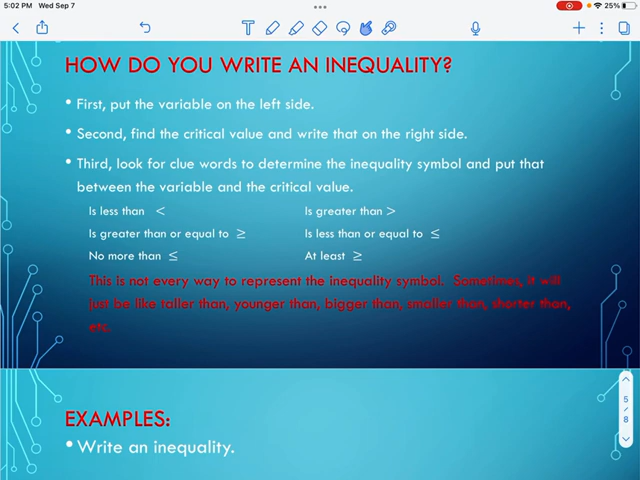 5:02 PM Wed Sep 7
25%
HOW DO YOU WRITE AN INEQUALITY?
• First, put the variable on the left side.
• Second, find the critical value and write that on the right side.
• Third, look for clue words to determine the inequality symbol and put that
between the variable and the critical value.
Is less than <
Is greater than >
Is greater than or equal to ≥
Is less than or equal to ≤
No more than ≤
At least ≥
This is not every way to represent the inequality symbol. Sometimes, it will
just be like taller than, younger than, bigger than, smaller than, shorter than,
etc.
5
/
8
EXAMPLES:
• Write an inequality.